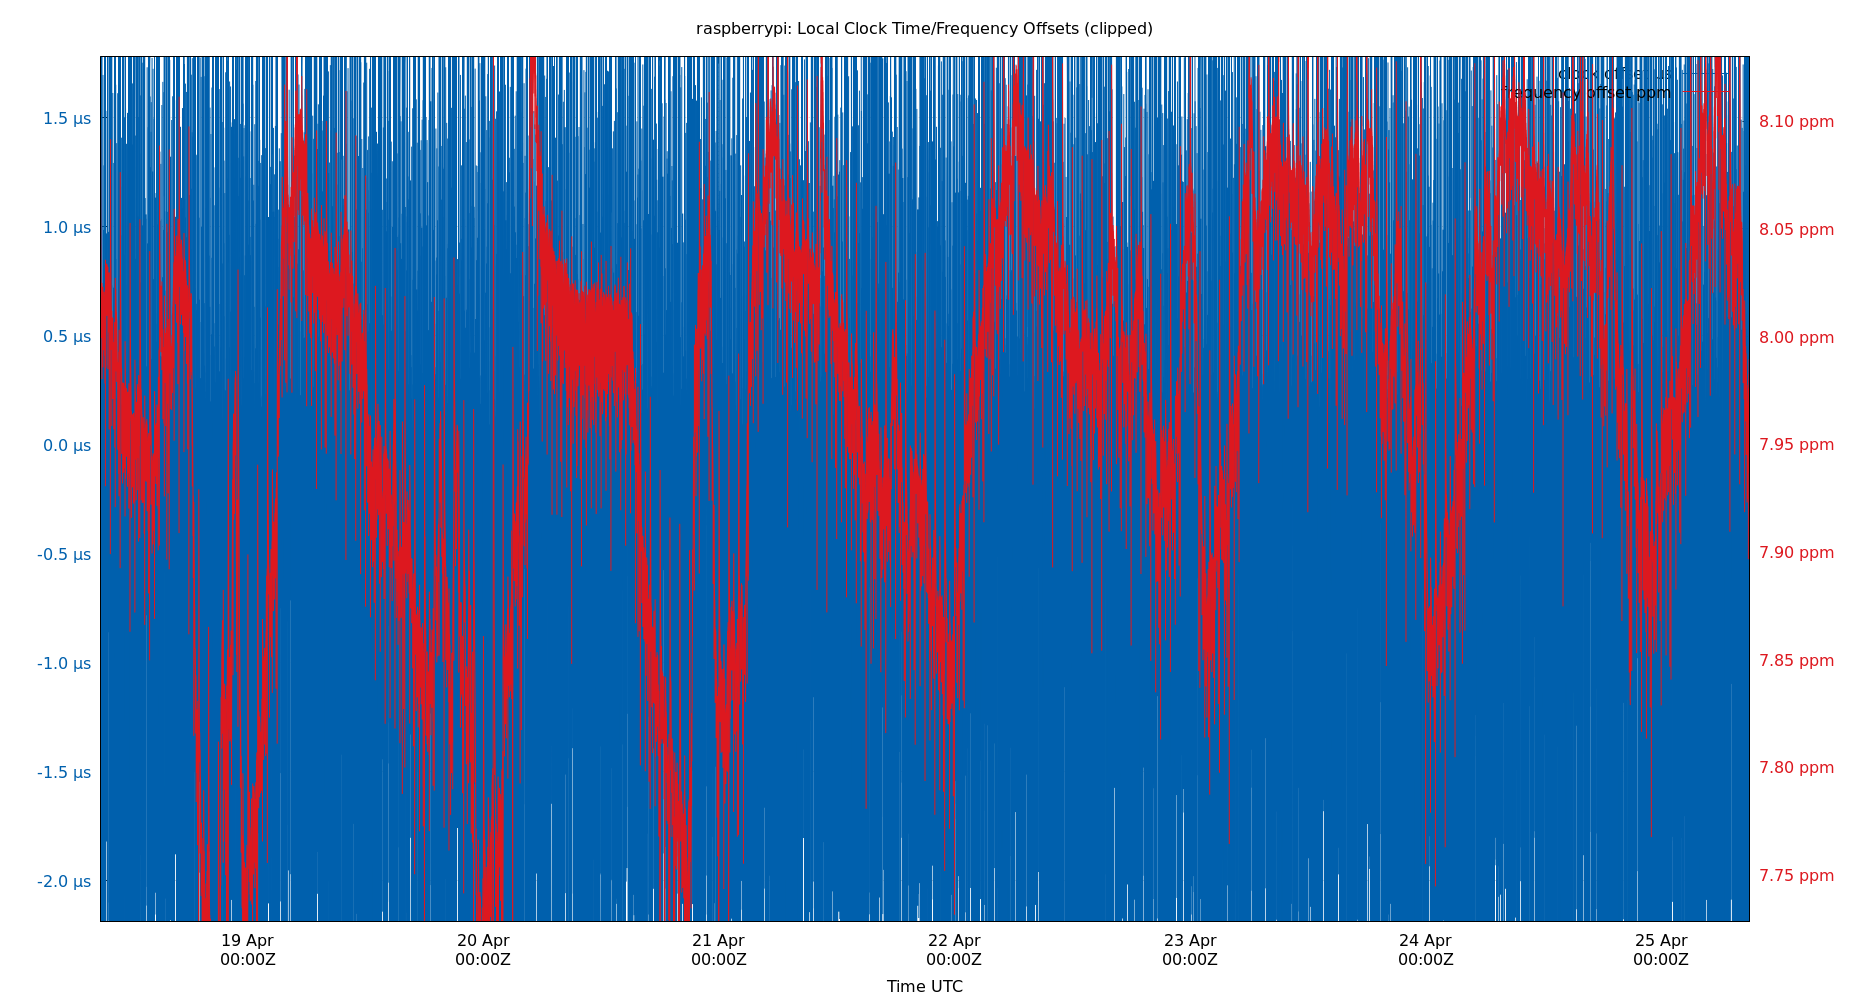 raspberrypi: Local Clock Time/Frequency Offsets (clipped)
clock offset µs
frequency offset ppm
1.5 µs
1.0 µs
0.5 µs
0.0 µs
-0.5 µs
-1.0 µs
-1.5 µs
-2.0 µs
8.10 ppm
8.05 ppm
8.00 ppm
7.95 ppm
7.90 ppm
7.85 ppm
7.80 ppm
7.75 ppm
19 Apr 20 Apr 21 Apr 22 Apr 23 Apr 24 Apr 25 Apr
00:00Z 00:00Z 00:00Z 00:00Z 00:00Z 00:00Z 00:00Z
Time UTC